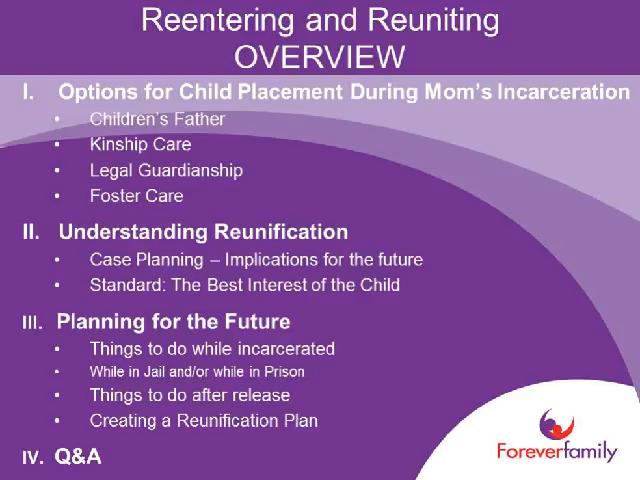 Reentering and Reuniting
OVERVIEW
I. Options for Child Placement During Mom's Incarceration
• Children's Father
• Kinship Care
• Legal Guardianship
• Foster Care
II. Understanding Reunification
• Case Planning – Implications for the future
• Standard: The Best Interest of the Child
III. Planning for the Future
• Things to do while incarcerated
• While in Jail and/or while in Prison
• Things to do after release
• Creating a Reunification Plan
IV. Q&A
Foreverfamily